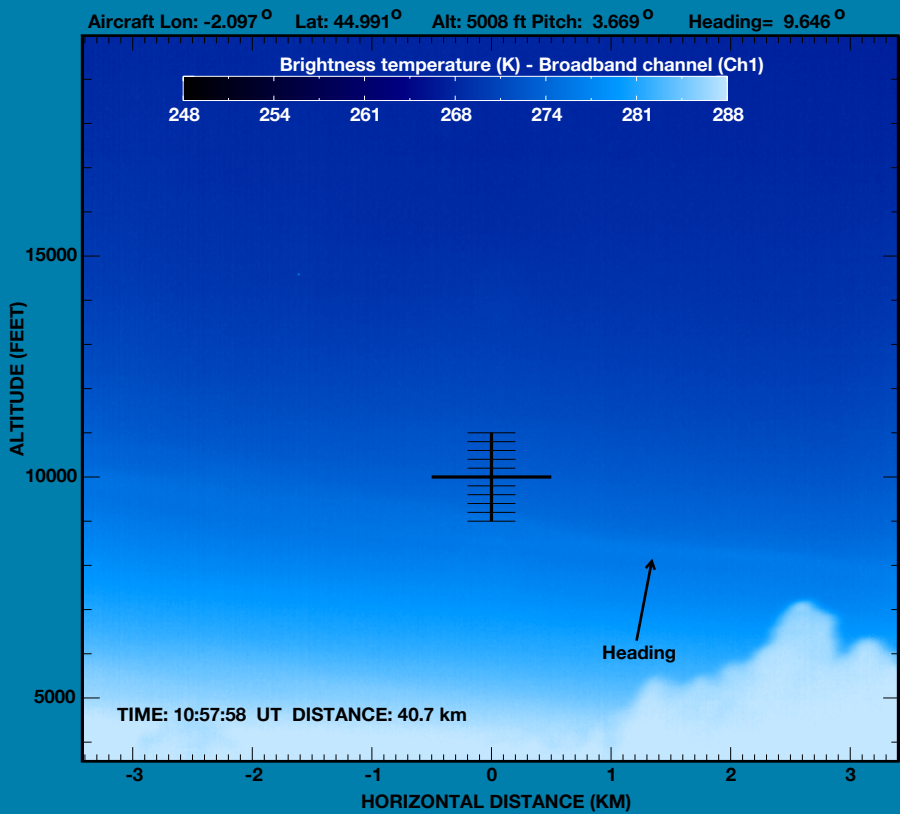 Aircraft Lon: -2.097 O Lat: 44.991O Alt: 5008 ft Pitch: 3.669 O Heading= 9.646 O
Brightness temperature (K) - Broadband channel (Ch1)
248 254 261 268 274 281 288
ALTITUDE (FEET)
15000
10000
5000
Heading
TIME: 10:57:58 UT DISTANCE: 40.7 km
-3 -2 -1 0 1 2 3
HORIZONTAL DISTANCE (KM)